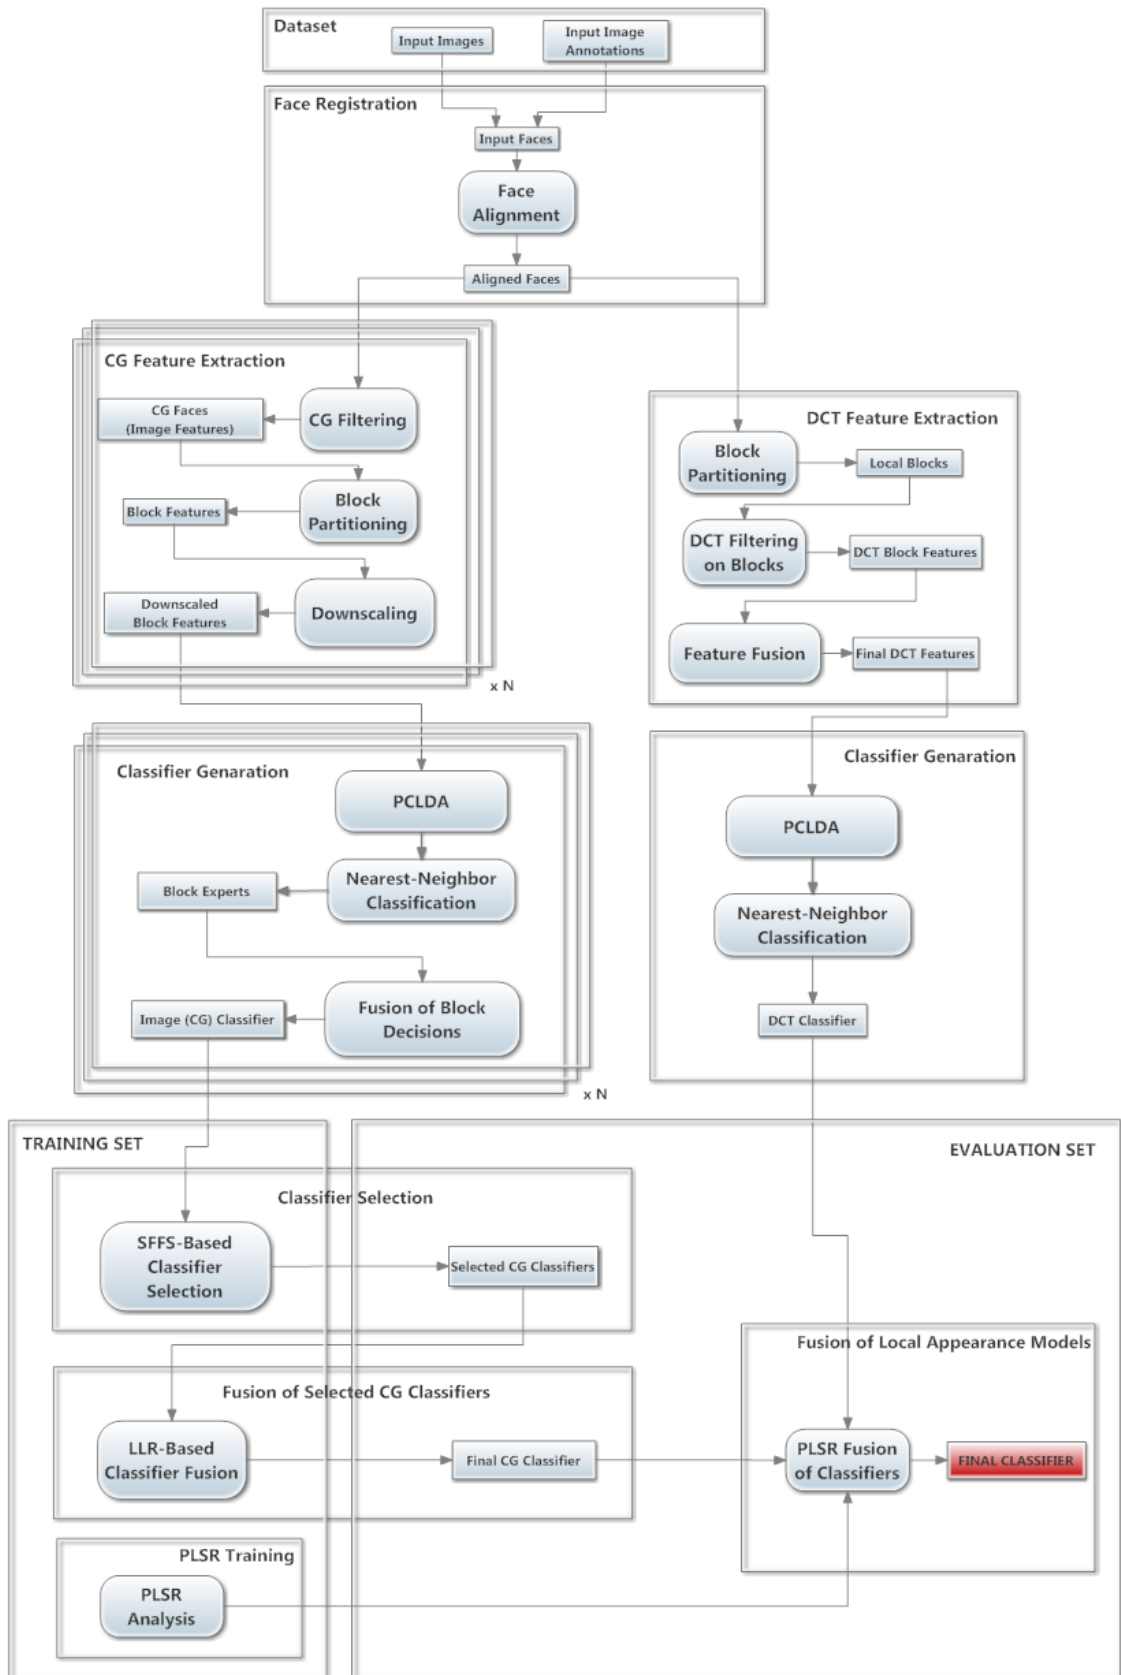 Dataset
Input Images
Input Image
Annotations
Face Registration
Input Faces
Face
Alignment
Aligned Faces
CG Feature Extraction
CG Filtering
CG Faces
(Image Features)
Block
Partitioning
Block Features
Downscaling
Downscaled
Block Features
x N
DCT Feature Extraction
Block
Partitioning
Local Blocks
DCT Filtering
on Blocks
DCT Block Features
Feature Fusion
Final DCT Features
Classifier Genaration
PCLDA
Nearest-Neighbor
Classification
Block Experts
Fusion of Block
Decisions
Image (CG) Classifier
x N
Classifier Genaration
PCLDA
Nearest-Neighbor
Classification
DCT Classifier
TRAINING SET
EVALUATION SET
Classifier Selection
SFFS-Based
Classifier
Selection
Selected CG Classifiers
Fusion of Selected CG Classifiers
LLR-Based
Classifier Fusion
Final CG Classifier
Fusion of Local Appearance Models
PLSR Fusion
of Classifiers
FINAL CLASSIFIER
PLSR Training
PLSR
Analysis